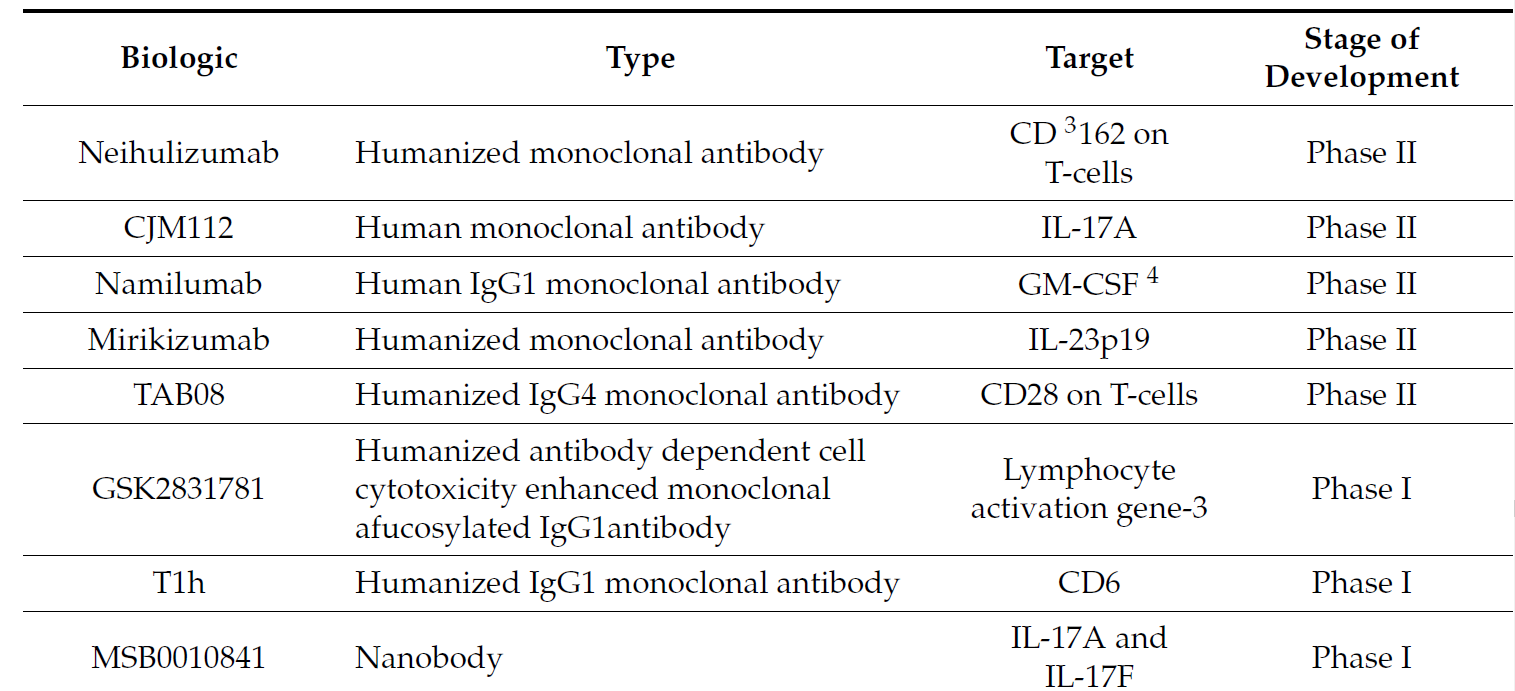 Biologic Type Target Stage of
Development
Neihulizumab Humanized monoclonal antibody CD ³162 on
T-cells Phase II
CJM112 Human monoclonal antibody IL-17A Phase II
Namilumab Human IgG1 monoclonal antibody GM-CSF ⁴ Phase II
Mirikizumab Humanized monoclonal antibody IL-23p19 Phase II
TAB08 Humanized IgG4 monoclonal antibody CD28 on T-cells Phase II
GSK2831781 Humanized antibody dependent cell
cytotoxicity enhanced monoclonal
afucosylated IgG1antibody Lymphocyte
activation gene-3 Phase I
T1h Humanized IgG1 monoclonal antibody CD6 Phase I
MSB0010841 Nanobody IL-17A and
IL-17F Phase I